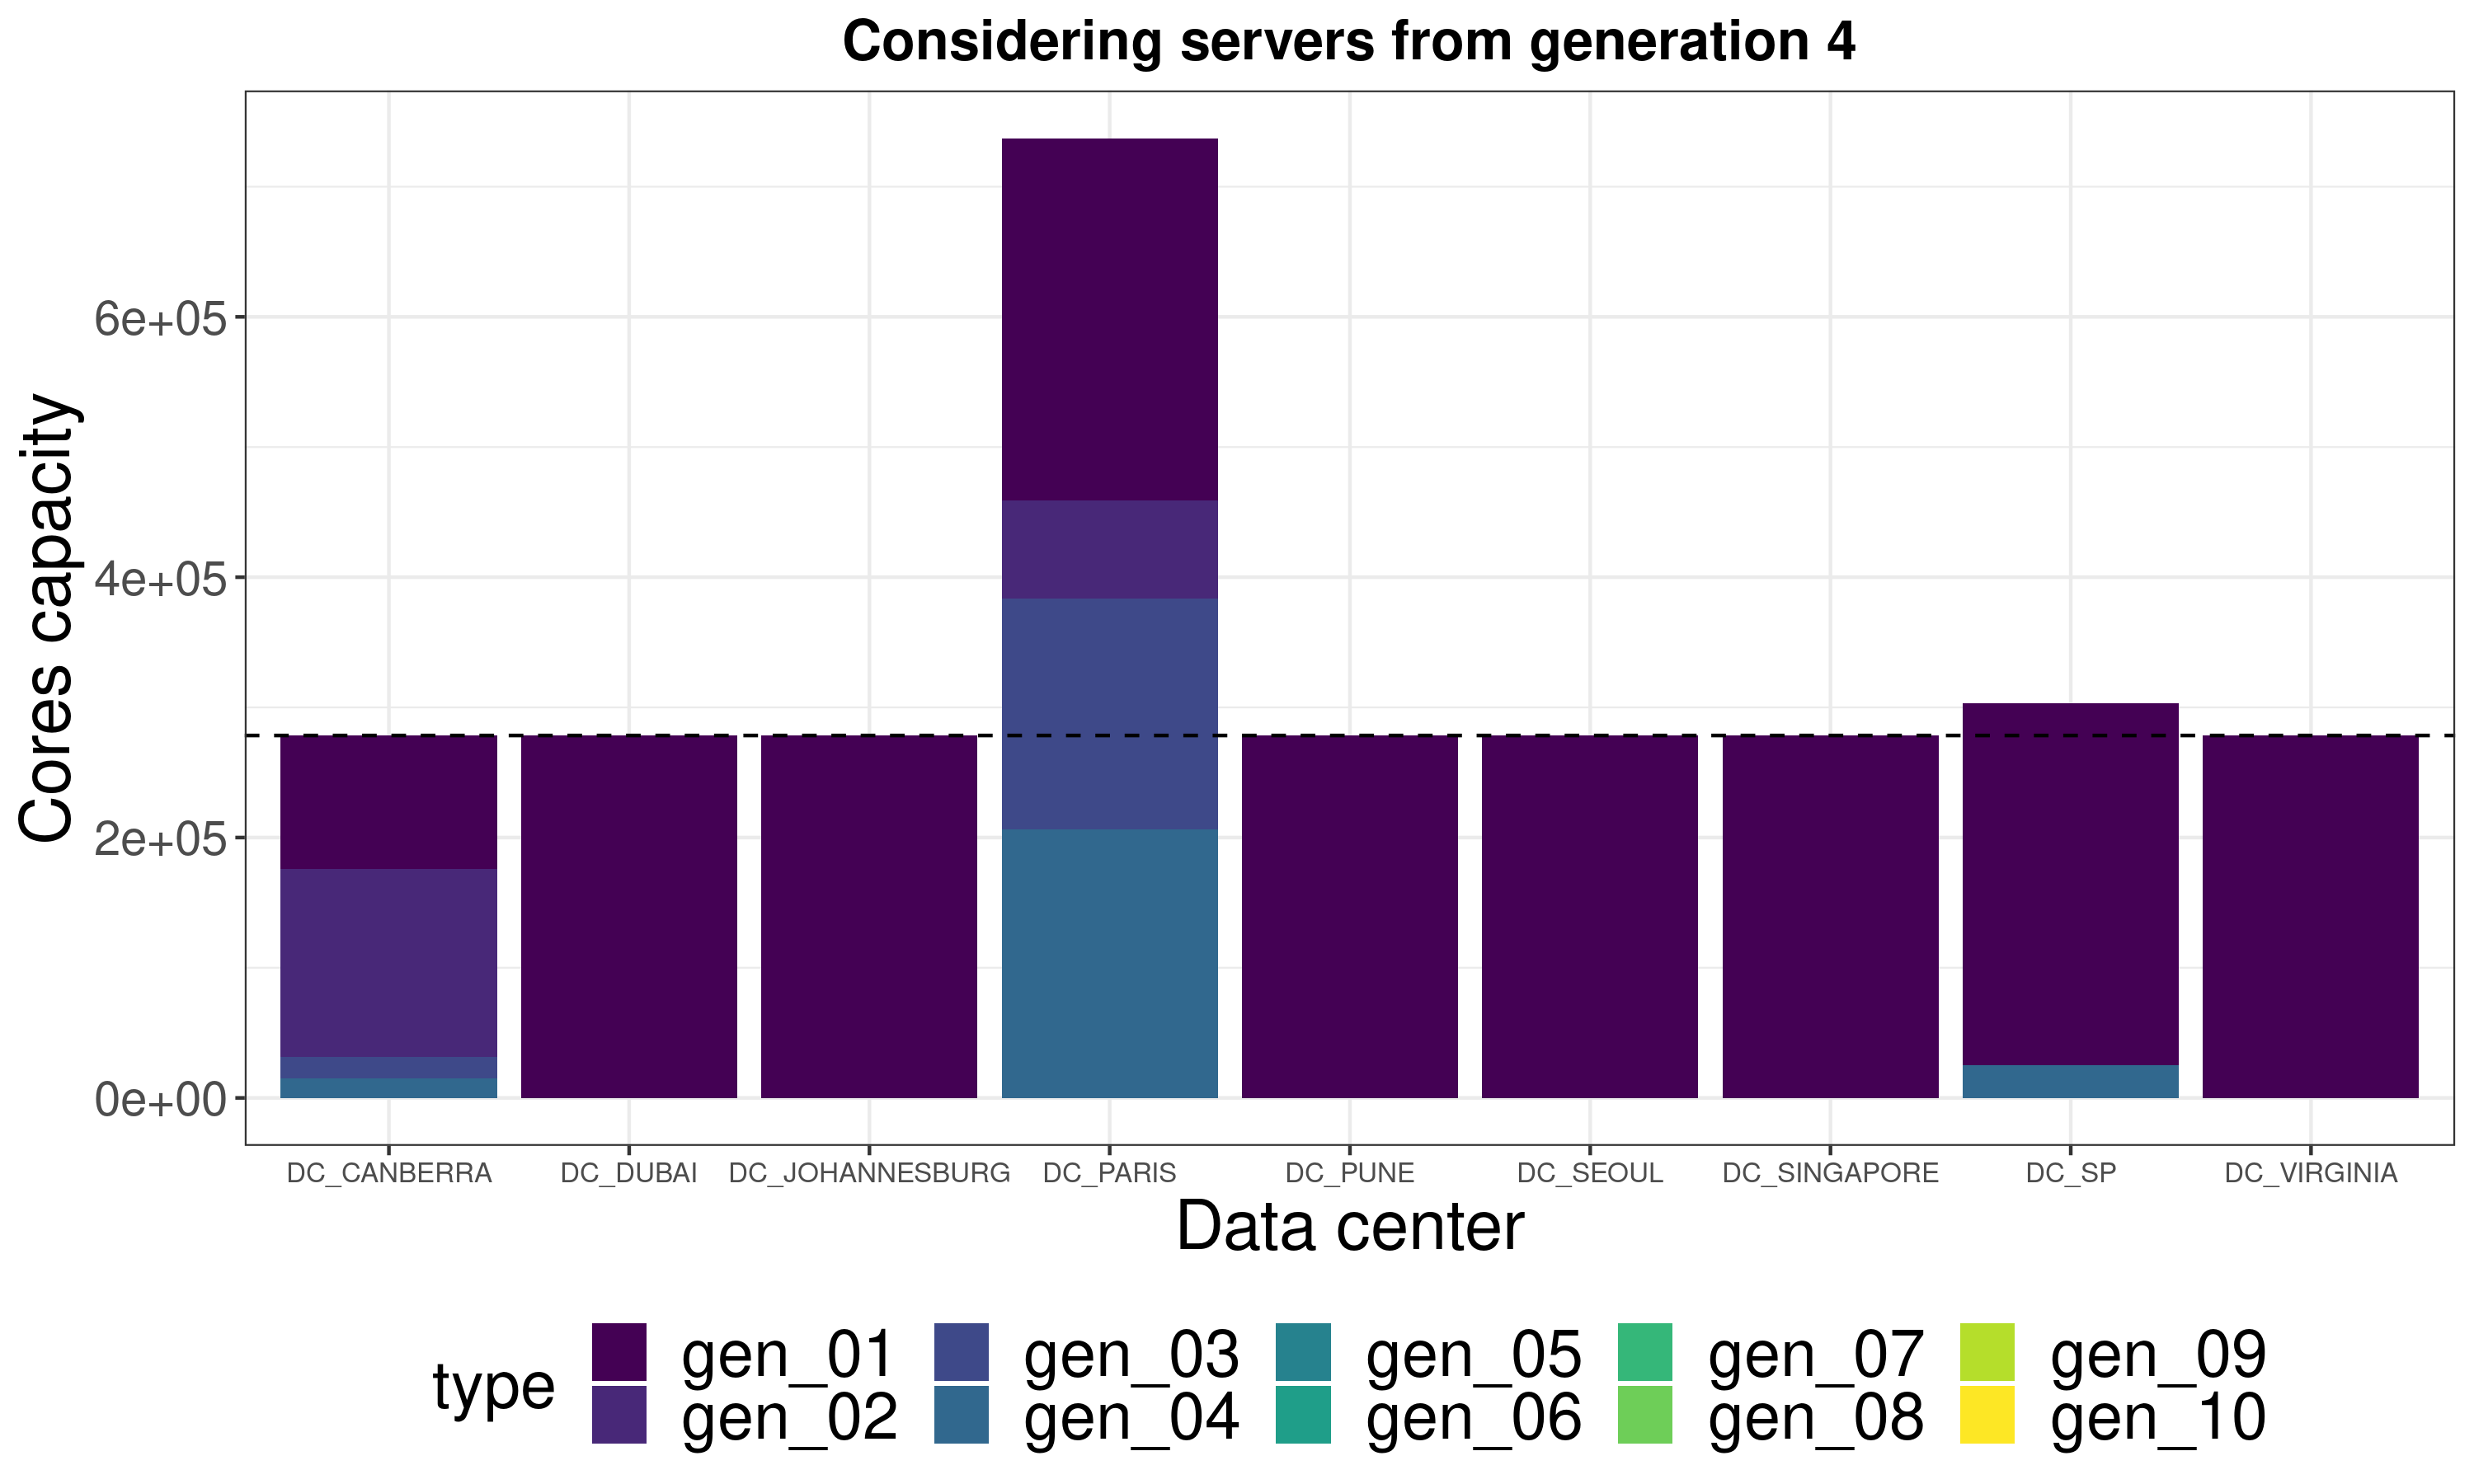 Considering servers from generation 4
Cores capacity
6e+05
4e+05
2e+05
0e+00
DC_CANBERRA DC_DUBAI DC_JOHANNESBURG DC_PARIS DC_PUNE DC_SEOUL DC_SINGAPORE DC_SP DC_VIRGINIA
Data center
type
gen_01 gen_03 gen_05 gen_07 gen_09
gen_02 gen_04 gen_06 gen_08 gen_10